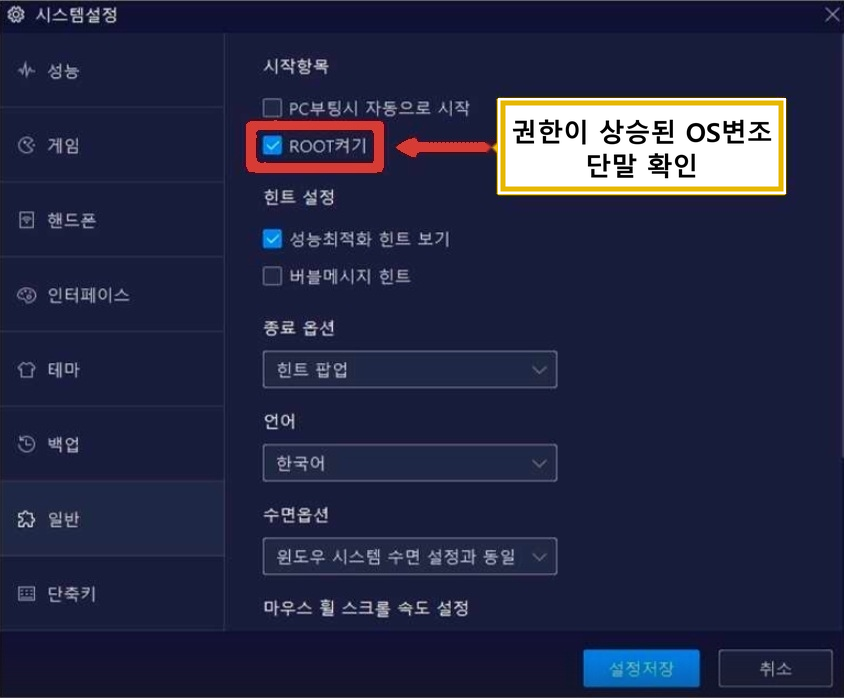 시스템설정
성능
게임
핸드폰
인터페이스
테마
백업
일반
단축키
시작항목
PC부팅시 자동으로 시작
ROOT켜기
권한이 상승된 OS변조
단말 확인
힌트 설정
성능최적화 힌트 보기
버블메시지 힌트
종료 옵션
힌트 팝업
언어
한국어
수면옵션
윈도우 시스템 수면 설정과 동일
마우스 휠 스크롤 속도 설정
설정저장
취소